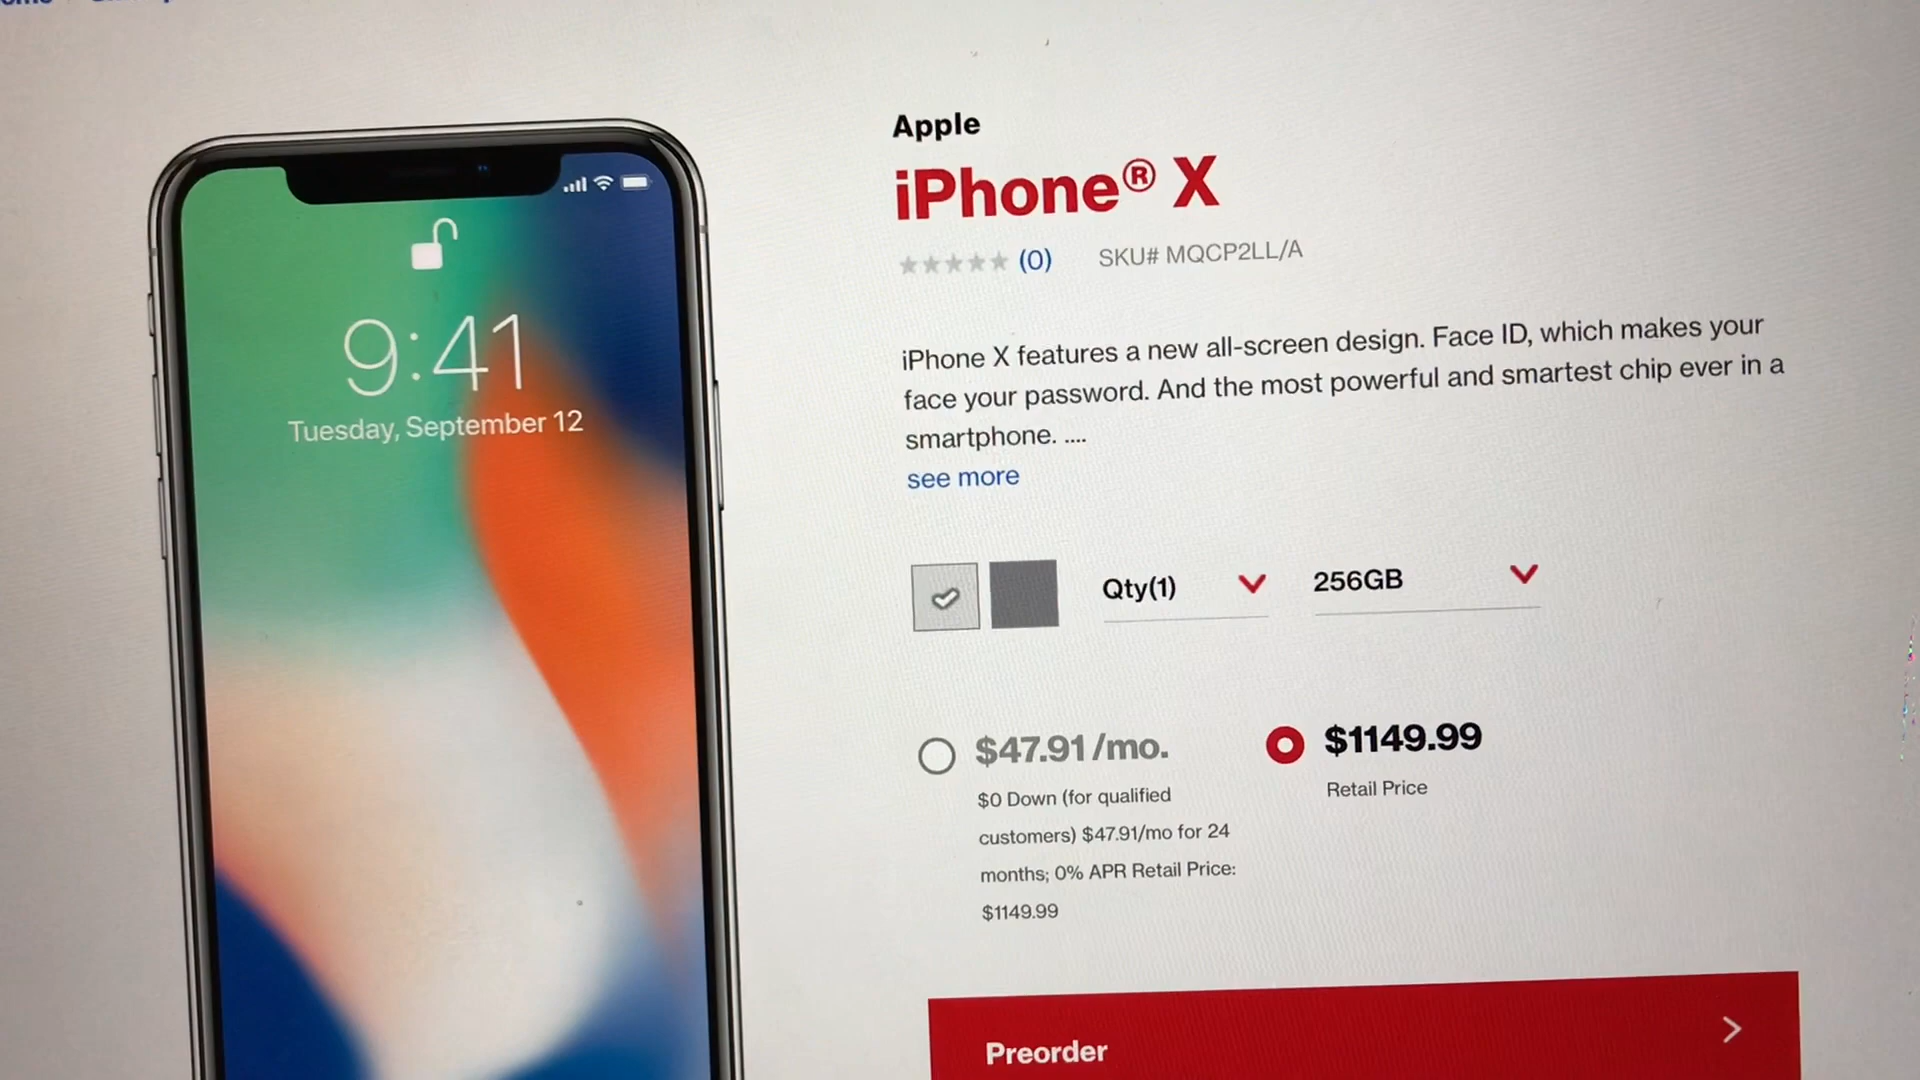 Apple
iPhone® X
(0) SKU# MQCP2LL/A
iPhone X features a new all-screen design. Face ID, which makes your
face your password. And the most powerful and smartest chip ever in a
smartphone. ....
see more
9:41
Tuesday, September 12
Qty(1) 256GB
$47.91/mo.
$0 Down (for qualified
customers) $47.91/mo for 24
months; 0% APR Retail Price:
$1149.99
$1149.99
Retail Price
Preorder